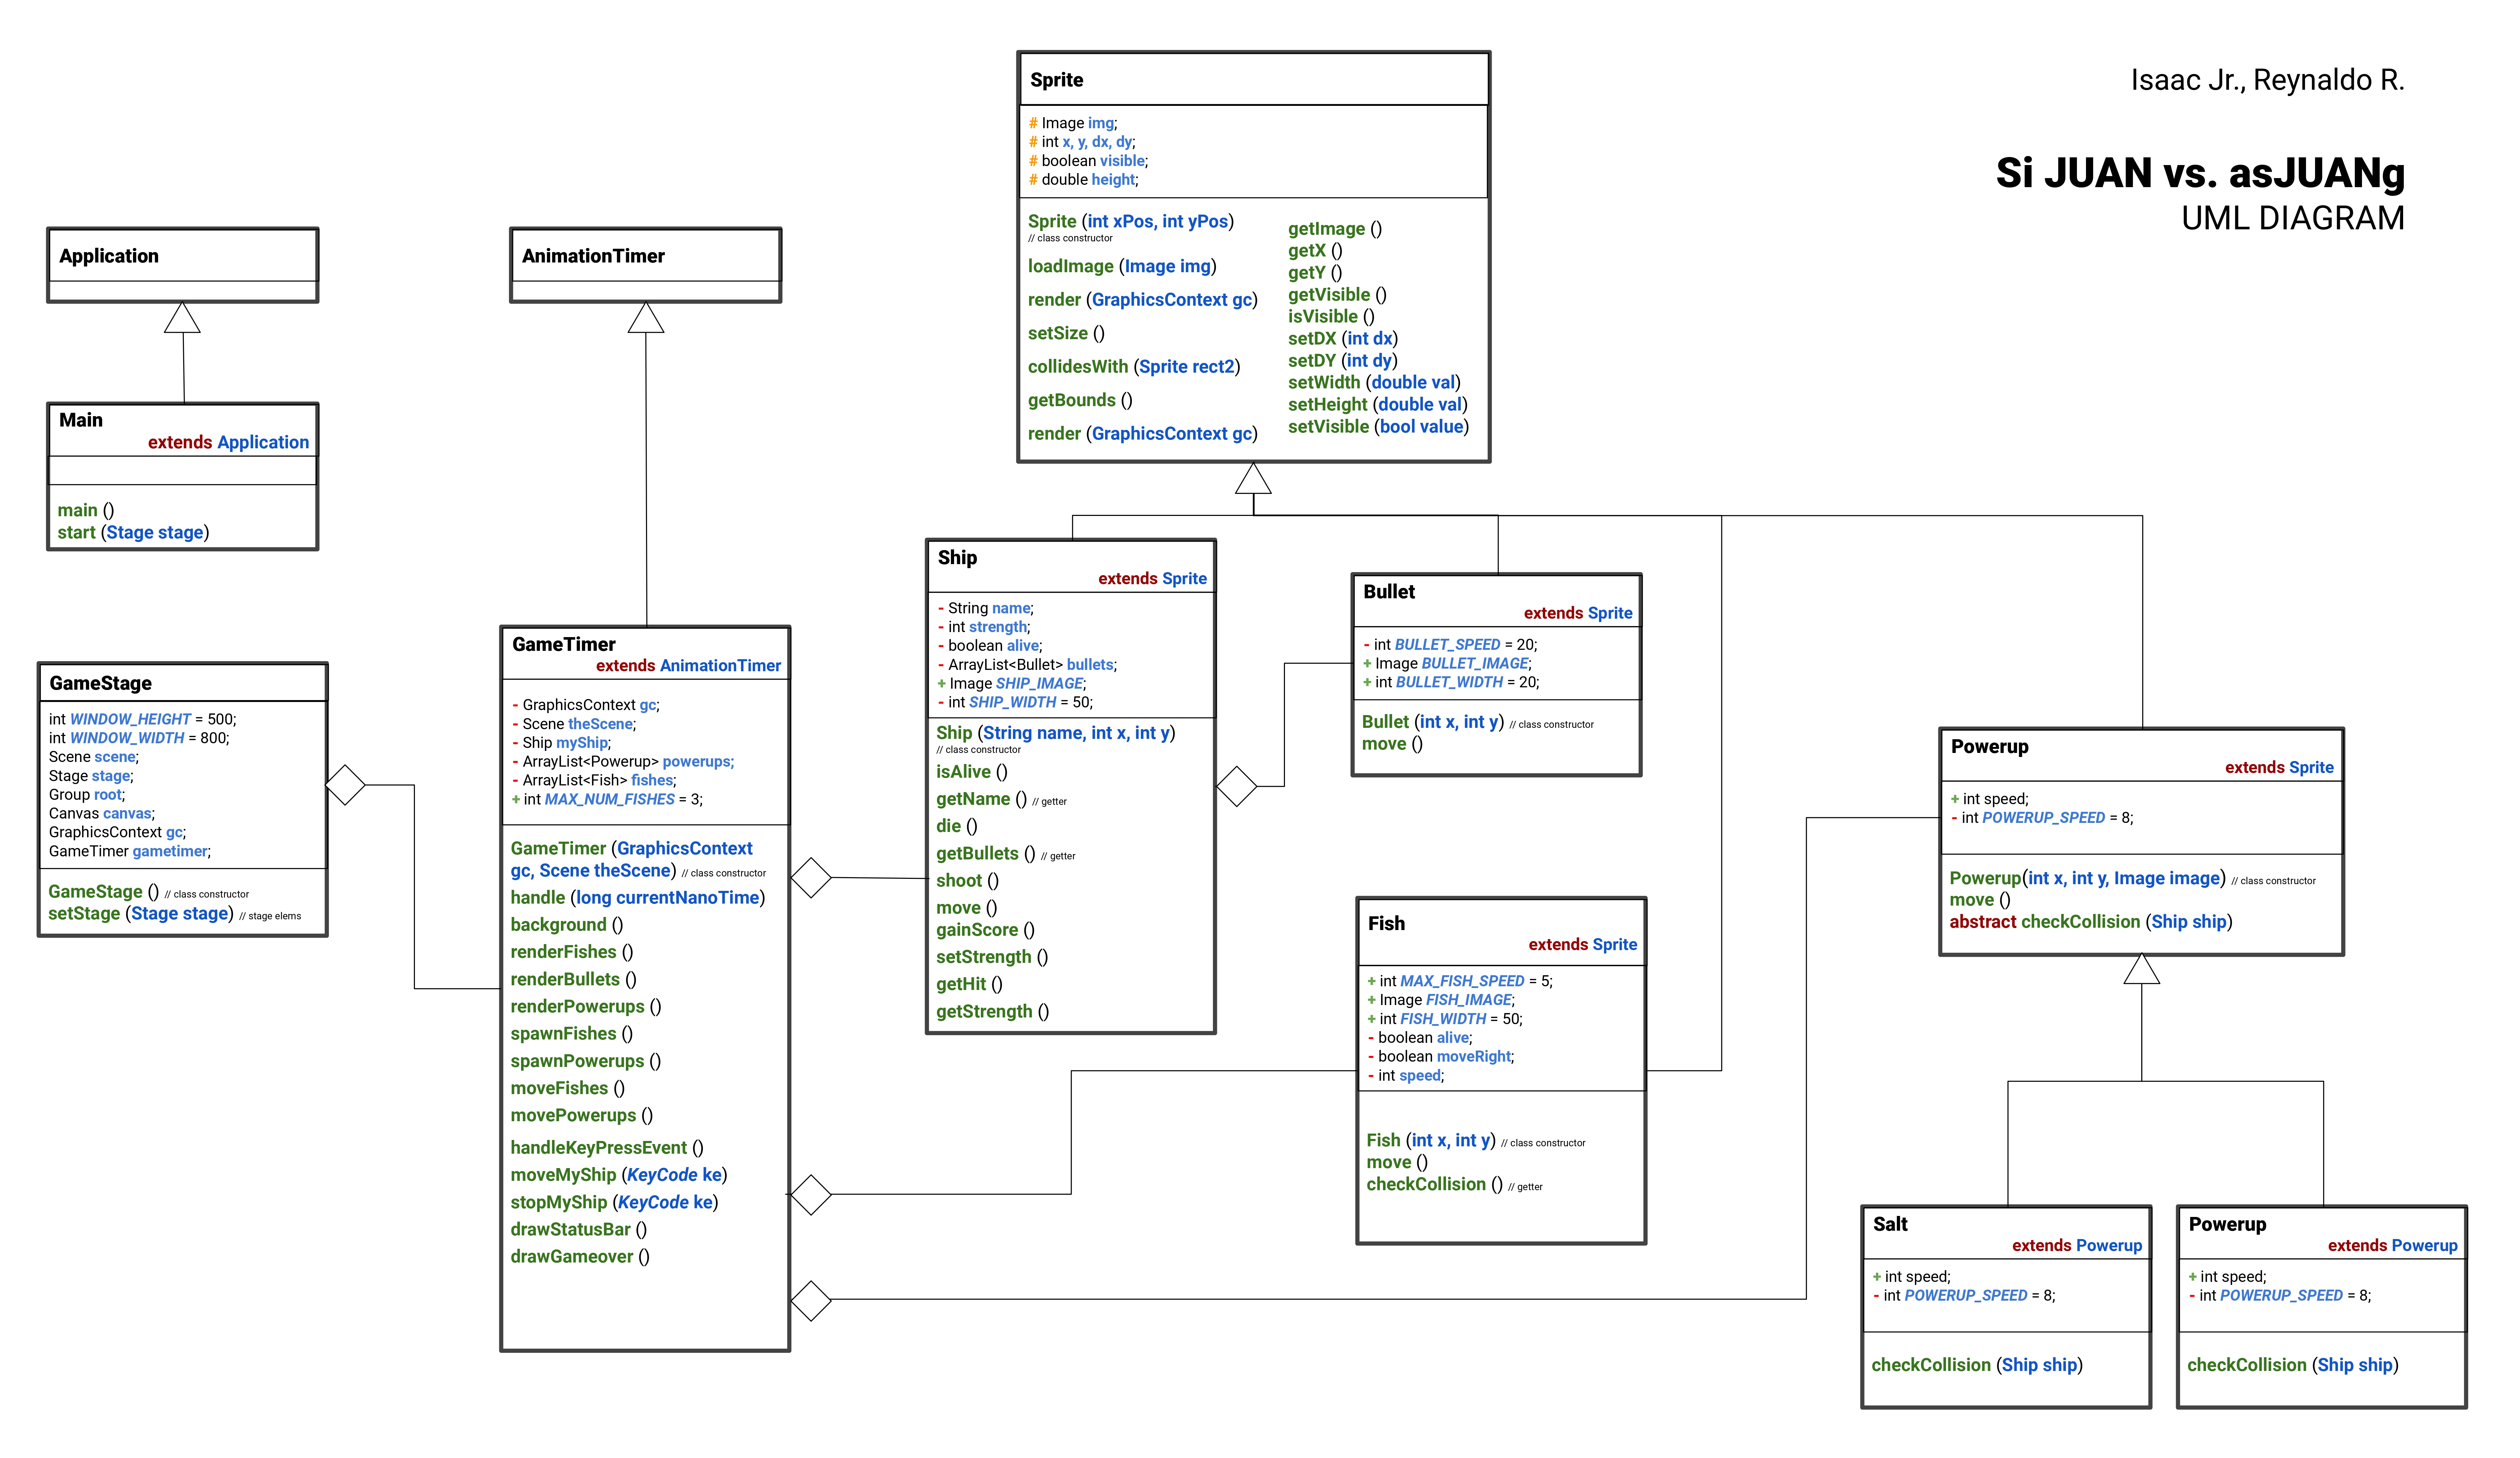 Isaac Jr., Reynaldo R.
Si JUAN vs. asJUANg
UML DIAGRAM
Application
Main
extends Application
main ()
start (Stage stage)
GameStage
int WINDOW_HEIGHT = 500;
int WINDOW_WIDTH = 800;
Scene scene;
Stage stage;
Group root;
Canvas canvas;
GraphicsContext gc;
GameTimer gametimer;
GameStage () // class constructor
setStage (Stage stage) // stage elems
AnimationTimer
GameTimer
extends AnimationTimer
- GraphicsContext gc;
- Scene theScene;
- Ship myShip;
- ArrayList<Powerup> powerups;
- ArrayList<Fish> fishes;
+ int MAX_NUM_FISHES = 3;
GameTimer (GraphicsContext
gc, Scene theScene) // class constructor
handle (long currentNanoTime)
background ()
renderFishes ()
renderBullets ()
renderPowerups ()
spawnFishes ()
spawnPowerups ()
moveFishes ()
movePowerups ()
handleKeyPressEvent ()
moveMyShip (KeyCode ke)
stopMyShip (KeyCode ke)
drawStatusBar ()
drawGameover ()
Sprite
# Image img;
# int x, y, dx, dy;
# boolean visible;
# double height;
Sprite (int xPos, int yPos)
// class constructor
loadImage (Image img)
render (GraphicsContext gc)
setSize ()
collidesWith (Sprite rect2)
getBounds ()
render (GraphicsContext gc)
getImage ()
getX ()
getY ()
getVisible ()
isVisible ()
setDX (int dx)
setDY (int dy)
setWidth (double val)
setHeight (double val)
setVisible (bool value)
Ship
extends Sprite
- String name;
- int strength;
- boolean alive;
- ArrayList<Bullet> bullets;
+ Image SHIP_IMAGE;
- int SHIP_WIDTH = 50;
Ship (String name, int x, int y)
// class constructor
isAlive ()
getName () // getter
die ()
getBullets () // getter
shoot ()
move ()
gainScore ()
setStrength ()
getHit ()
getStrength ()
Bullet
extends Sprite
- int BULLET_SPEED = 20;
+ Image BULLET_IMAGE;
+ int BULLET_WIDTH = 20;
Bullet (int x, int y) // class constructor
move ()
Fish
extends Sprite
+ int MAX_FISH_SPEED = 5;
+ Image FISH_IMAGE;
+ int FISH_WIDTH = 50;
- boolean alive;
- boolean moveRight;
- int speed;
Fish (int x, int y) // class constructor
move ()
checkCollision () // getter
Powerup
extends Sprite
+ int speed;
- int POWERUP_SPEED = 8;
Powerup(int x, int y, Image image) // class constructor
move ()
abstract checkCollision (Ship ship)
Salt
extends Powerup
+ int speed;
- int POWERUP_SPEED = 8;
checkCollision (Ship ship)
Powerup
extends Powerup
+ int speed;
- int POWERUP_SPEED = 8;
checkCollision (Ship ship)